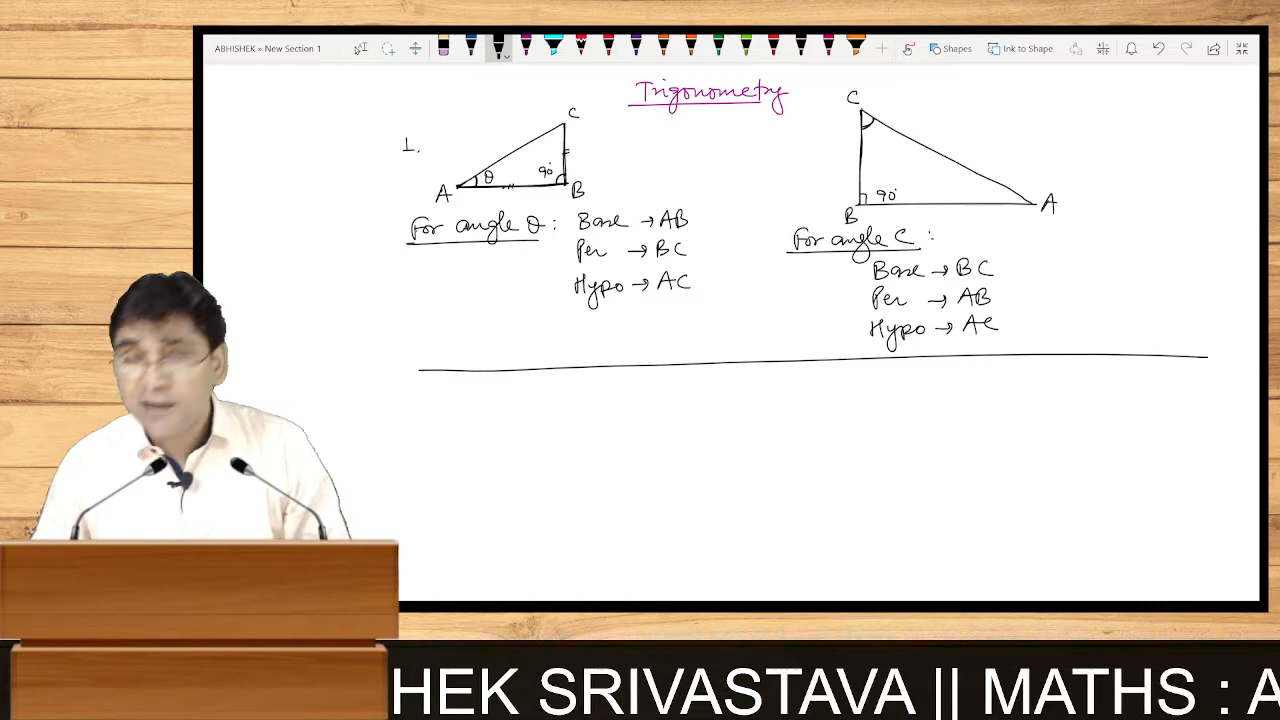 ABHISHEK » New Section 1
Shapes
Ink to Shape
Trigonometry
1.
C
θ
90°
A
B
For angle θ : Base → AB
Per → BC
Hypo → AC
C
90°
B
A
For angle C :
Base → BC
Per → AB
Hypo → AC
HEK SRIVASTAVA || MATHS : A